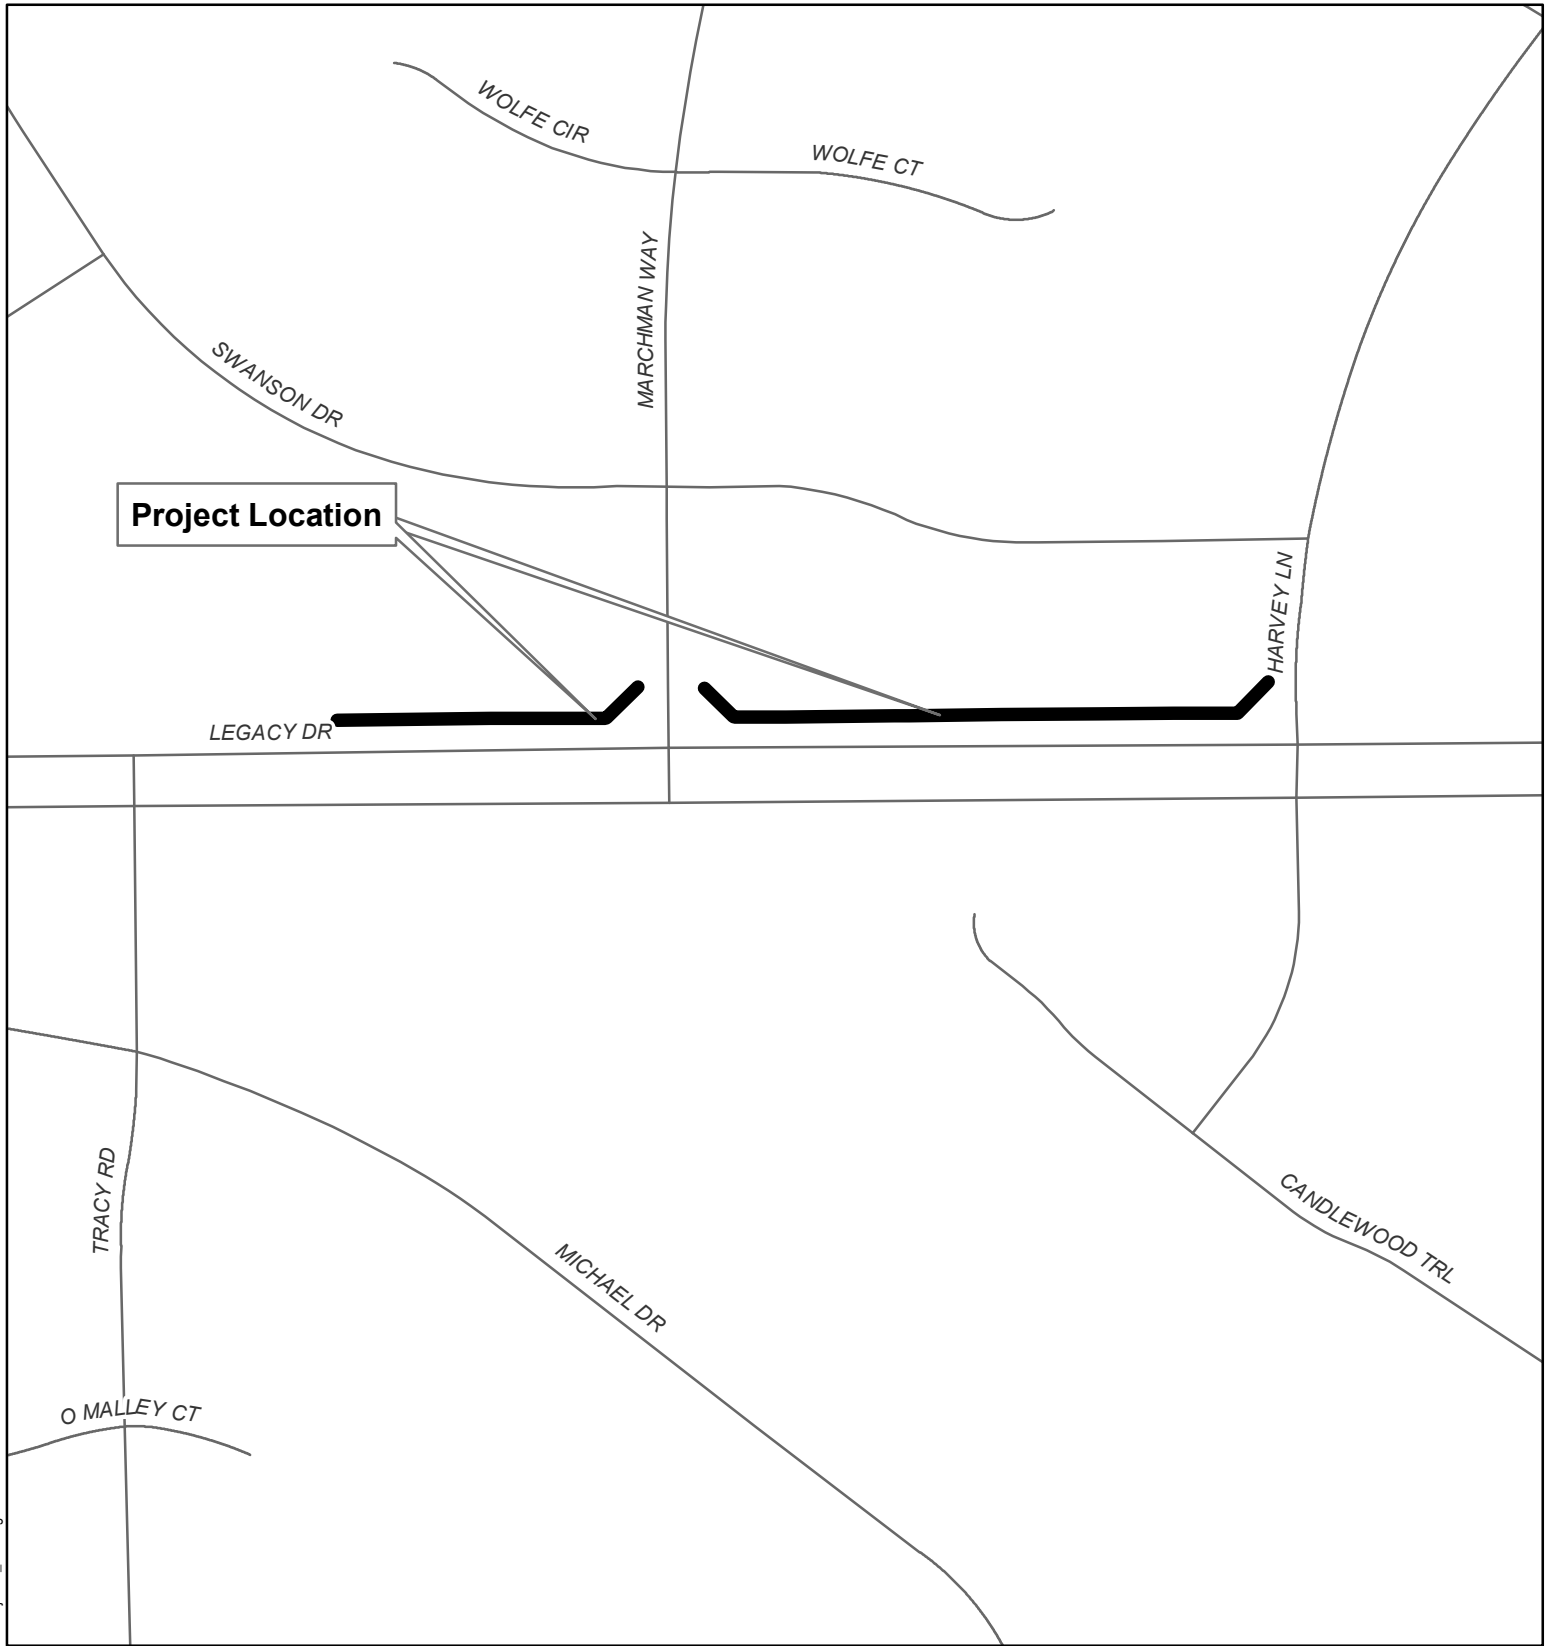 WOLFE CIR
WOLFE CT
MARCHMAN WAY
SWANSON DR
Project Location
HARVEY LN
LEGACY DR
TRACY RD
CANDLEWOOD TRL
MICHAEL DR
O MALLEY CT